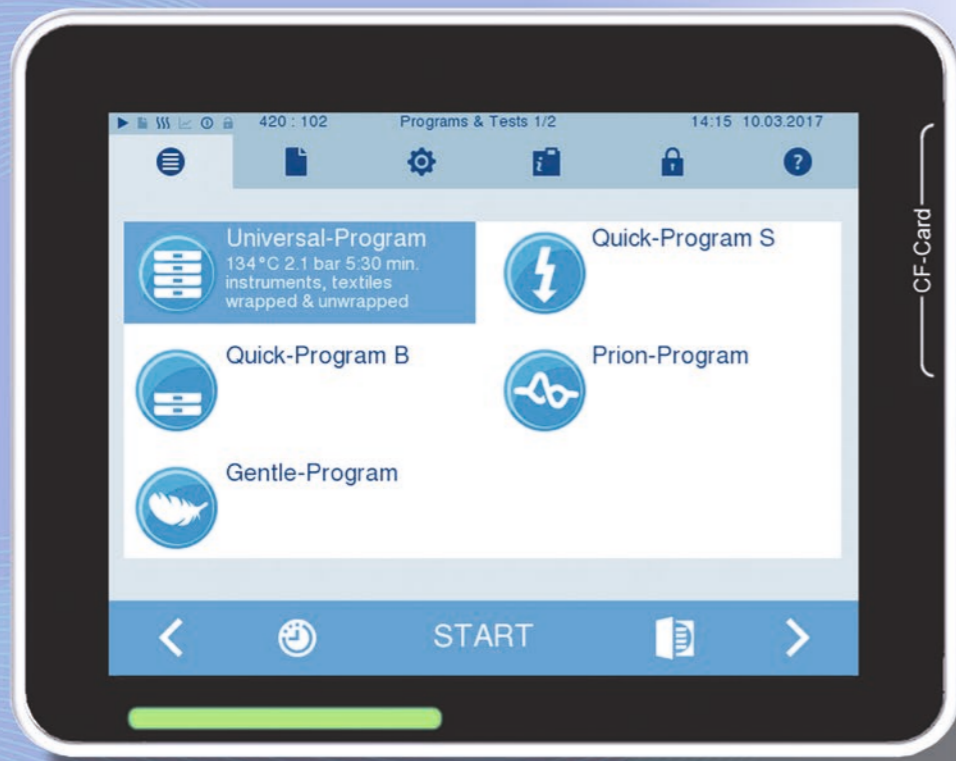 420 : 102
Programs & Tests 1/2
14:15 10.03.2017
Universal-Program
134°C 2.1 bar 5:30 min.
instruments, textiles
wrapped & unwrapped
Quick-Program S
Quick-Program B
Prion-Program
Gentle-Program
START
CF-Card